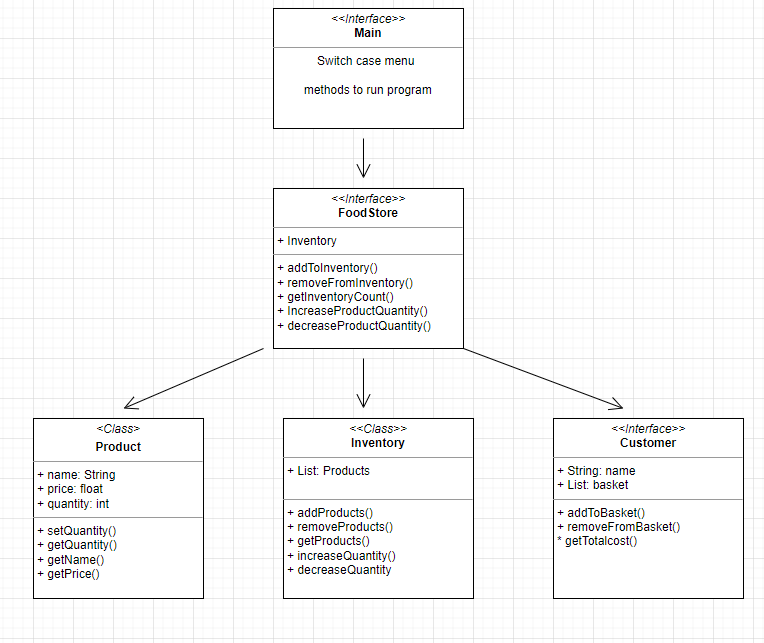 <<Interface>>
Main
Switch case menu
methods to run program
<<Interface>>
FoodStore
+ Inventory
+ addToInventory()
+ removeFromInventory()
+ getInventoryCount()
+ IncreaseProductQuantity()
+ decreaseProductQuantity()
<Class>
Product
+ name: String
+ price: float
+ quantity: int
+ setQuantity()
+ getQuantity()
+ getName()
+ getPrice()
<<Class>>
Inventory
+ List: Products
+ addProducts()
+ removeProducts()
+ getProducts()
+ increaseQuantity()
+ decreaseQuantity
<<Interface>>
Customer
+ String: name
+ List: basket
+ addToBasket()
+ removeFromBasket()
* getTotalcost()